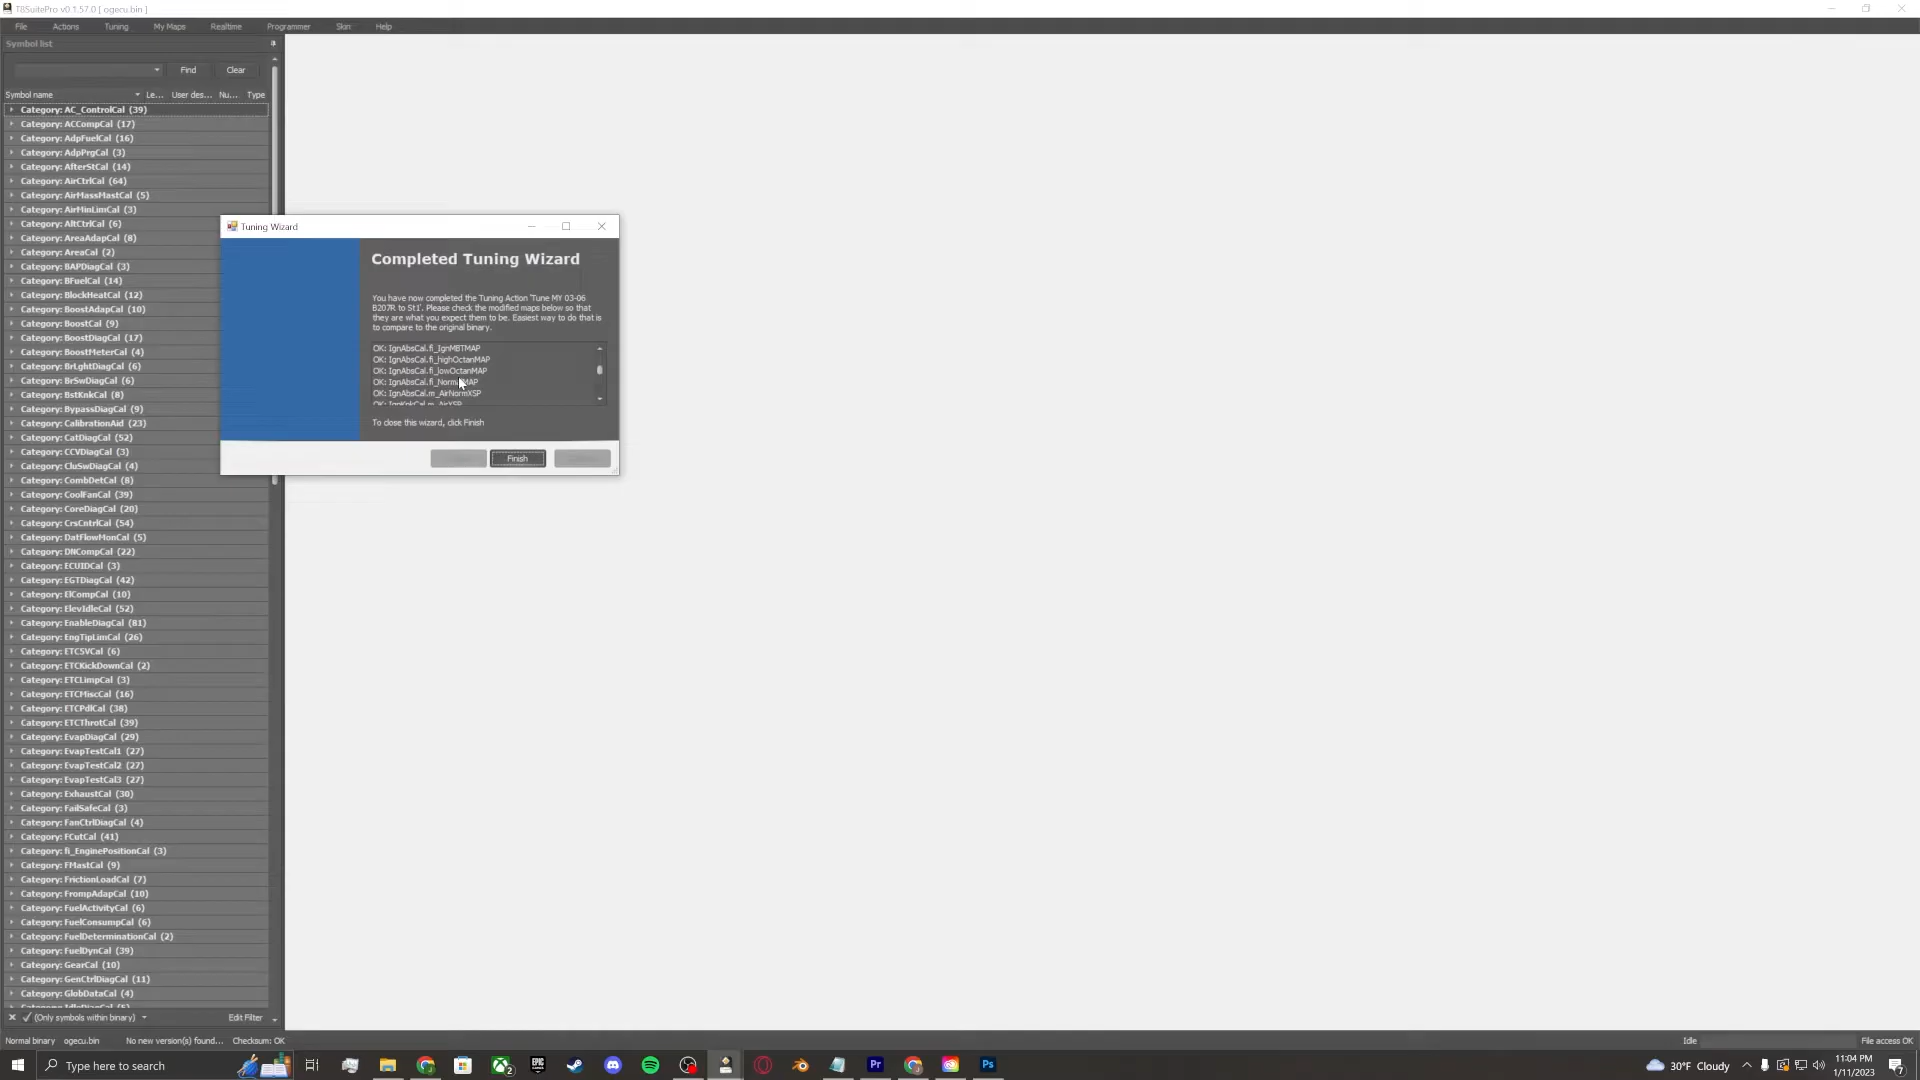 T8SuitePro v0.1.57.0 [ ogecu.bin ]
File Actions Tuning My Maps Realtime Programmer Skin Help
Symbol list
Find Clear
Symbol name Le... User des... Nu... Type
Category: AC_ControlCal (39)
Category: ACCompCal (17)
Category: AdpFuelCal (16)
Category: AdpPrgCal (3)
Category: AfterStCal (14)
Category: AirCtrlCal (64)
Category: AirMassMastCal (5)
Category: AirMinLimCal (3)
Category: AltCtrlCal (6)
Category: AreaAdapCal (8)
Category: AreaCal (2)
Category: BAPDiagCal (3)
Category: BFuelCal (14)
Category: BlockHeatCal (12)
Category: BoostAdapCal (10)
Category: BoostCal (9)
Category: BoostDiagCal (17)
Category: BoostMeterCal (4)
Category: BrLghtDiagCal (6)
Category: BrSwDiagCal (6)
Category: BstKnkCal (8)
Category: BypassDiagCal (9)
Category: CalibrationAid (23)
Category: CatDiagCal (52)
Category: CCVDiagCal (3)
Category: CluSwDiagCal (4)
Category: CombDetCal (8)
Category: CoolFanCal (39)
Category: CoreDiagCal (20)
Category: CrsCntrlCal (54)
Category: DatFlowMonCal (5)
Category: DNCompCal (22)
Category: ECUIDCal (3)
Category: EGTDiagCal (42)
Category: ElCompCal (10)
Category: ElevIdleCal (52)
Category: EnableDiagCal (81)
Category: EngTipLimCal (26)
Category: ETCSVCal (6)
Category: ETCKickDownCal (2)
Category: ETCLimpCal (3)
Category: ETCMiscCal (16)
Category: ETCPdlCal (38)
Category: ETCThrotCal (39)
Category: EvapDiagCal (29)
Category: EvapTestCal1 (27)
Category: EvapTestCal2 (27)
Category: EvapTestCal3 (27)
Category: ExhaustCal (30)
Category: FailSafeCal (3)
Category: FanCtrlDiagCal (4)
Category: FCutCal (41)
Category: fi_EnginePositionCal (3)
Category: FMastCal (9)
Category: FrictionLoadCal (7)
Category: FrompAdapCal (10)
Category: FuelActivityCal (6)
Category: FuelConsumpCal (6)
Category: FuelDeterminationCal (2)
Category: FuelDynCal (39)
Category: GearCal (10)
Category: GenCtrlDiagCal (11)
Category: GlobDataCal (4)
(Only symbols within binary) Edit Filter
Tuning Wizard
Completed Tuning Wizard
You have now completed the Tuning Action 'Tune MY 03-06
B207R to St1'. Please check the modified maps below so that
they are what you expect them to be. Easiest way to do that is
to compare to the original binary.
OK: IgnAbsCal.fi_IgnMBTMAP
OK: IgnAbsCal.fi_highOctanMAP
OK: IgnAbsCal.fi_lowOctanMAP
OK: IgnAbsCal.fi_NormalMAP
OK: IgnAbsCal.m_AirNormXSP
OK: IgnKnkCal.m_AirXSP
To close this wizard, click Finish
Finish
Normal binary ogecu.bin No new version(s) found... Checksum: OK Idle File access OK
Type here to search
30°F Cloudy
11:04 PM
1/11/2023